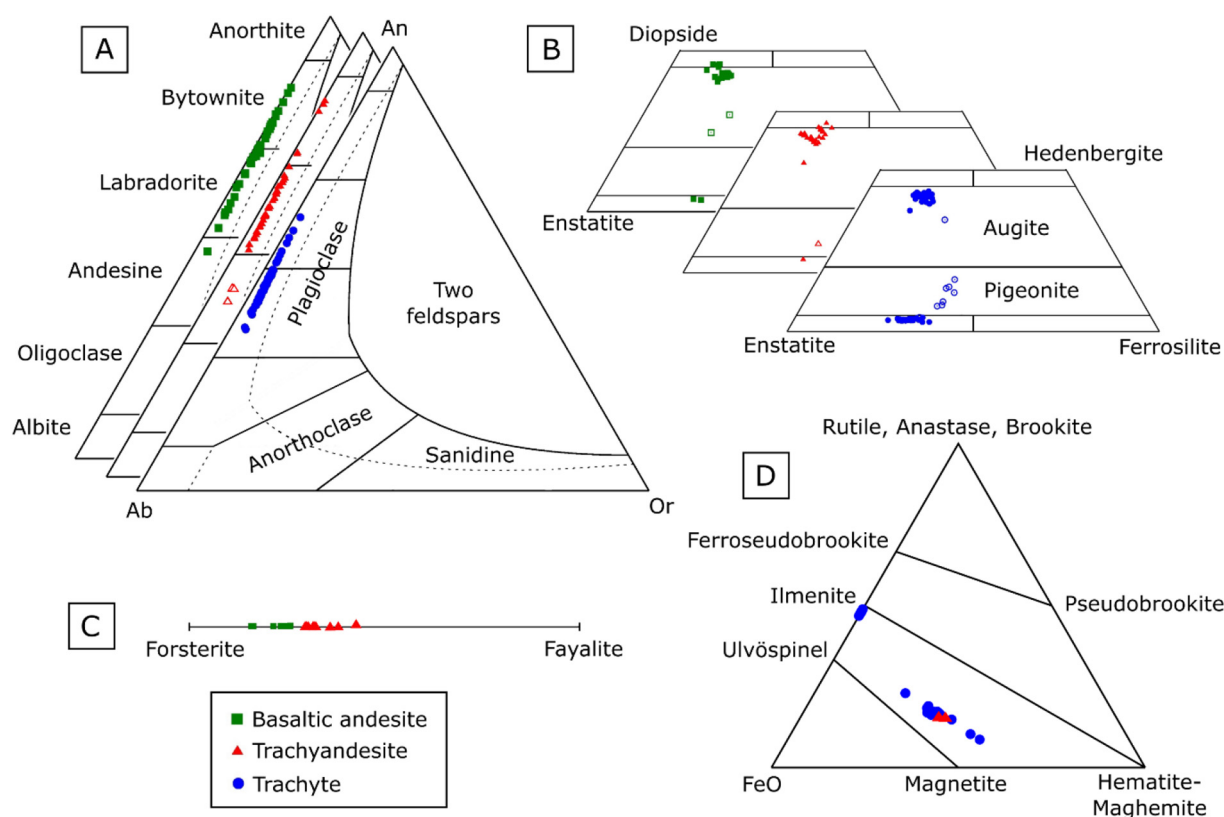 A
Anorthite
An
Bytownite
Labradorite
Andesine
Oligoclase
Albite
Plagioclase
Two
feldspars
Anorthoclase
Sanidine
Ab
Or
B
Diopside
Hedenbergite
Enstatite
Augite
Pigeonite
Enstatite
Ferrosilite
C
Forsterite
Fayalite
Basaltic andesite
Trachyandesite
Trachyte
D
Rutile, Anastase, Brookite
Ferroseudobrookite
Ilmenite
Pseudobrookite
Ulvöspinel
FeO
Magnetite
Hematite-
Maghemite